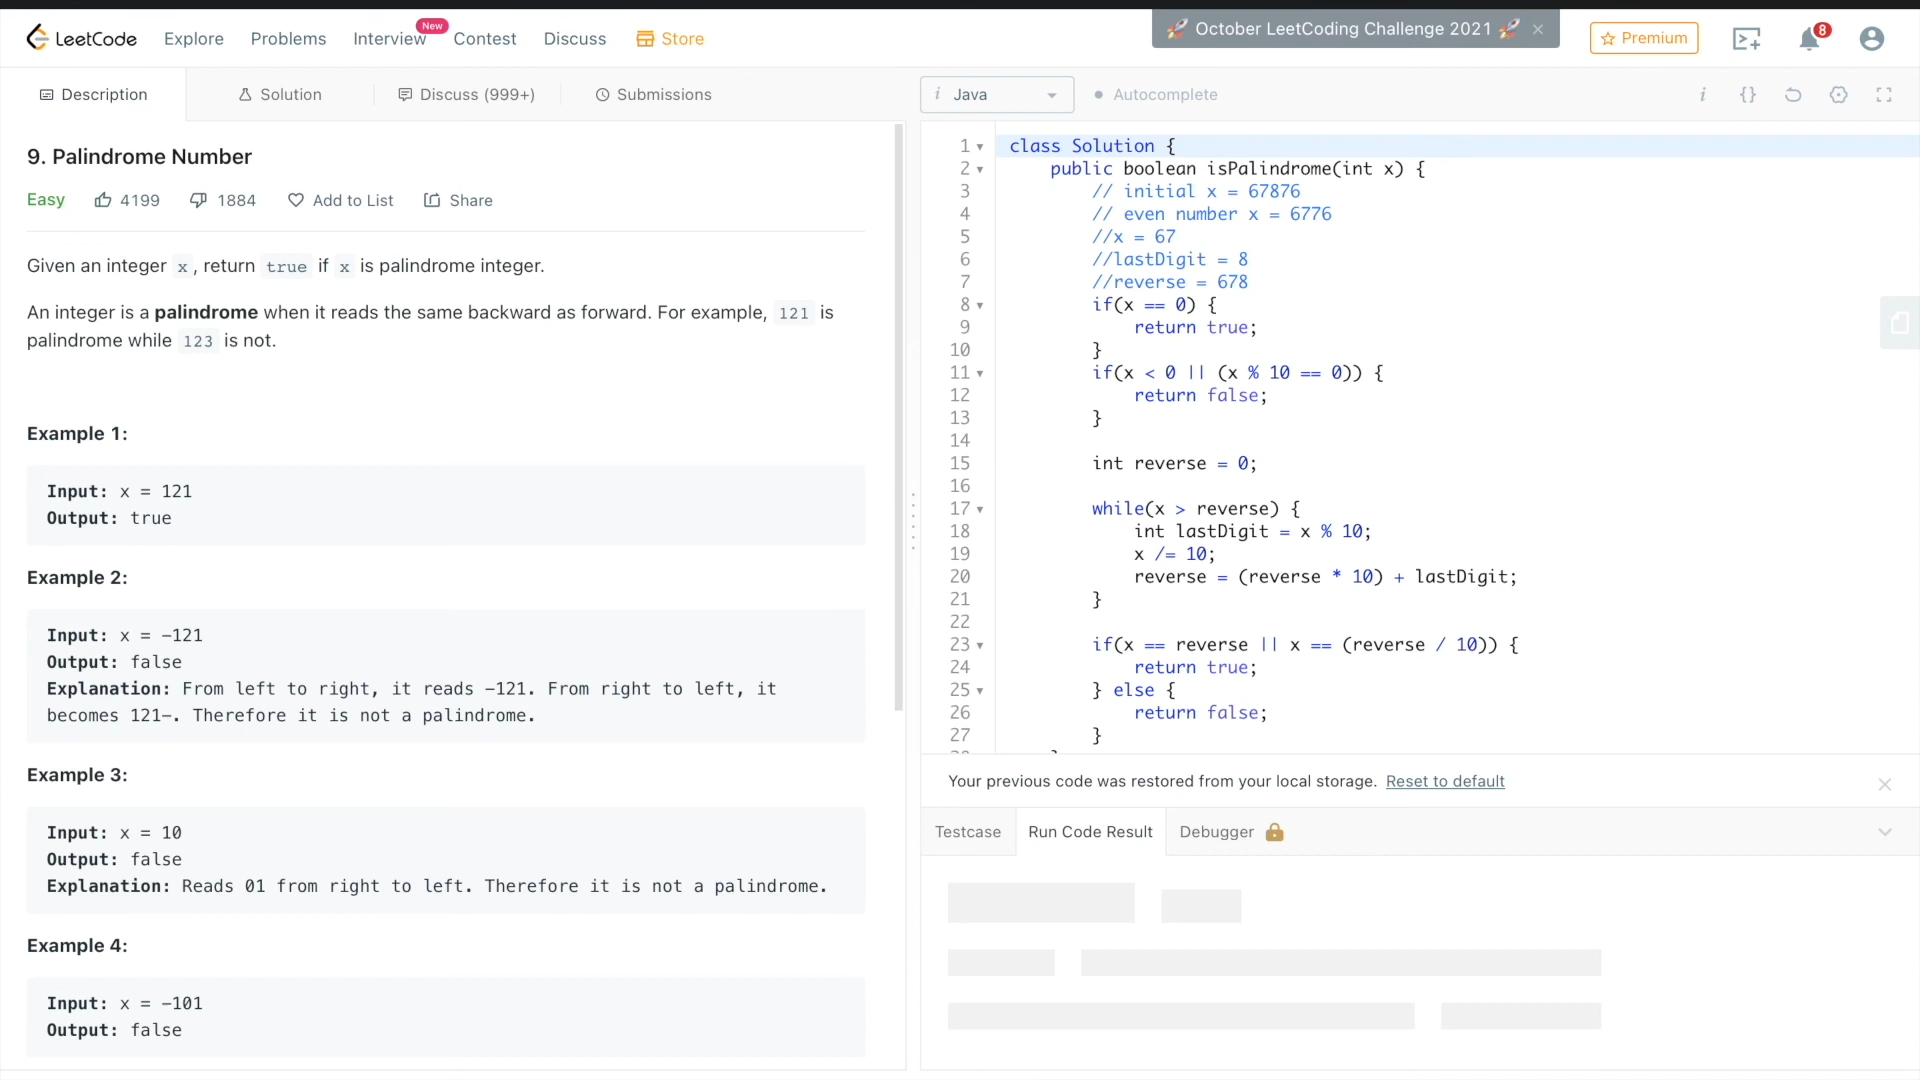 LeetCode Explore Problems Interview New Contest Discuss Store 🚀 October LeetCoding Challenge 2021 🚀 × Premium 8
Description Solution Discuss (999+) Submissions
9. Palindrome Number
Easy 4199 1884 Add to List Share
Given an integer x , return true if x is palindrome integer.
An integer is a palindrome when it reads the same backward as forward. For example, 121 is
palindrome while 123 is not.
Example 1:
Input: x = 121
Output: true
Example 2:
Input: x = -121
Output: false
Explanation: From left to right, it reads -121. From right to left, it
becomes 121-. Therefore it is not a palindrome.
Example 3:
Input: x = 10
Output: false
Explanation: Reads 01 from right to left. Therefore it is not a palindrome.
Example 4:
Input: x = -101
Output: false
i Java Autocomplete i {}
1 class Solution {
2 public boolean isPalindrome(int x) {
3 // initial x = 67876
4 // even number x = 6776
5 //x = 67
6 //lastDigit = 8
7 //reverse = 678
8 if(x == 0) {
9 return true;
10 }
11 if(x < 0 || (x % 10 == 0)) {
12 return false;
13 }
14
15 int reverse = 0;
16
17 while(x > reverse) {
18 int lastDigit = x % 10;
19 x /= 10;
20 reverse = (reverse * 10) + lastDigit;
21 }
22
23 if(x == reverse || x == (reverse / 10)) {
24 return true;
25 } else {
26 return false;
27 }
Your previous code was restored from your local storage. Reset to default
Testcase Run Code Result Debugger